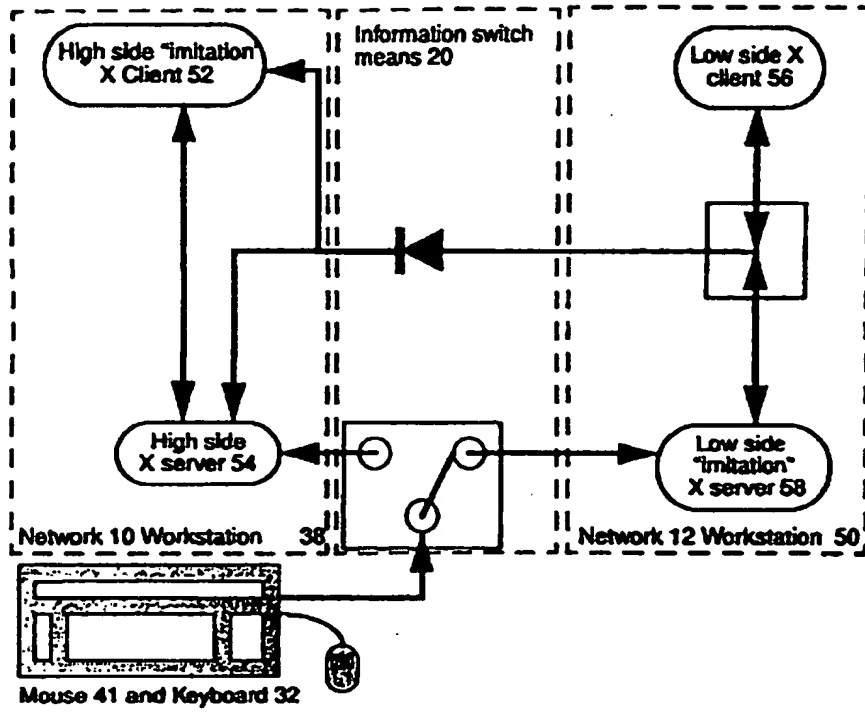 High side "imitation"
X Client 52
Information switch
means 20
Low side X
client 56
High side
X server 54
Low side
"imitation"
X server 58
Network 10 Workstation 38
Network 12 Workstation 50
Mouse 41 and Keyboard 32